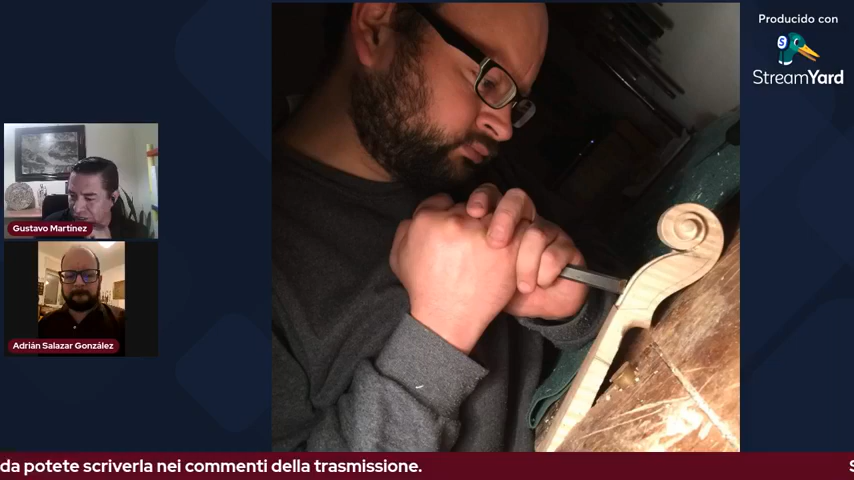 Producido con
StreamYard
Gustavo Martínez
Adrián Salazar González
da potete scriverla nei commenti della trasmissione.
S